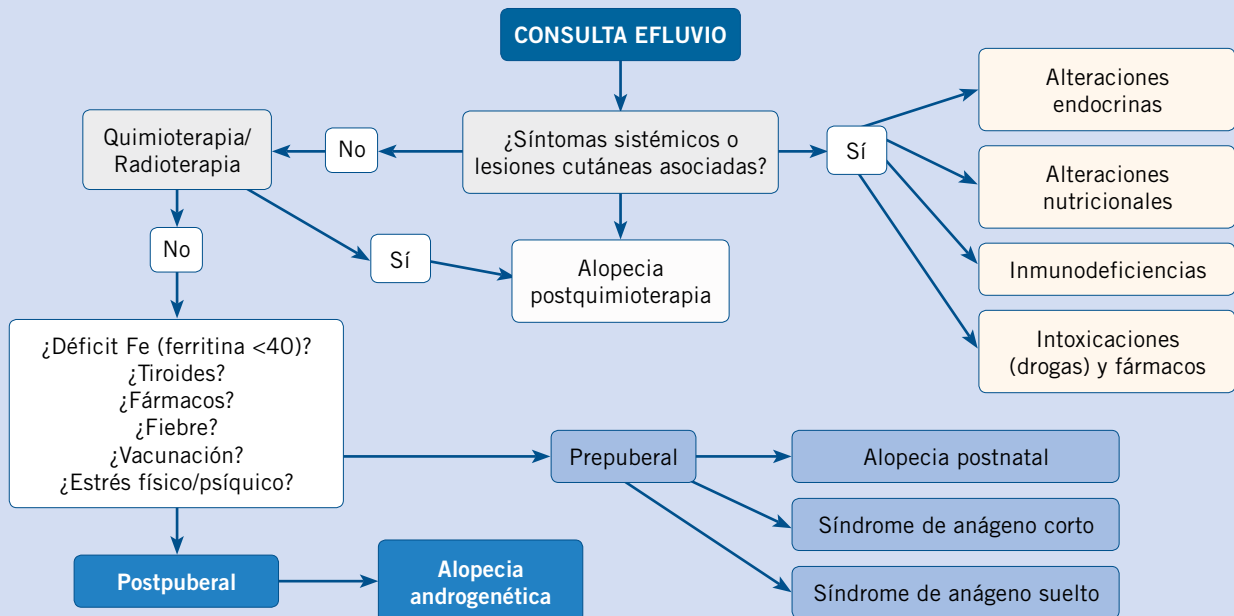 CONSULTA EFLUVIO
¿Síntomas sistémicos o
lesiones cutáneas asociadas?
No
Quimioterapia/
Radioterapia
Sí
Alteraciones
endocrinas
Alteraciones
nutricionales
Inmunodeficiencias
Intoxicaciones
(drogas) y fármacos
No
Sí
Alopecia
postquimioterapia
¿Déficit Fe (ferritina <40)?
¿Tiroides?
¿Fármacos?
¿Fiebre?
¿Vacunación?
¿Estrés físico/psíquico?
Prepuberal
Alopecia postnatal
Síndrome de anágeno corto
Síndrome de anágeno suelto
Postpuberal
Alopecia
androgenética